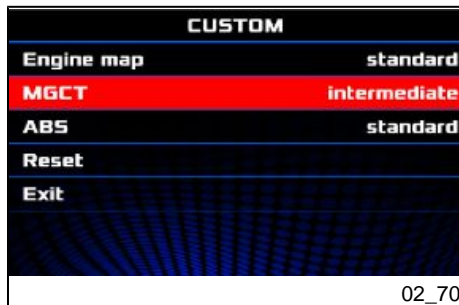 CUSTOM
Engine map standard
MGCT intermediate
ABS standard
Reset
Exit
02_70